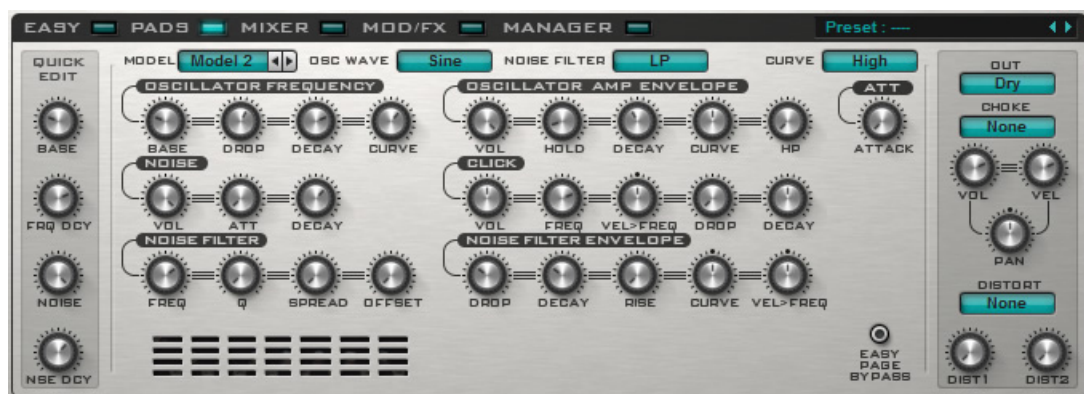 EASY PADS MIXER MOD/FX MANAGER Preset : ----
QUICK
EDIT
BASE
FRQ DCY
NOISE
NSE DCY
MODEL Model 2 OSC WAVE Sine NOISE FILTER LP CURVE High
OSCILLATOR FREQUENCY
BASE DROP DECAY CURVE
OSCILLATOR AMP ENVELOPE
VOL HOLD DECAY CURVE HP
ATT
ATTACK
NOISE
VOL ATT DECAY
CLICK
VOL FREQ VEL>FREQ DROP DECAY
NOISE FILTER
FREQ Q SPREAD OFFSET
NOISE FILTER ENVELOPE
DROP DECAY RISE CURVE VEL>FREQ
EASY
PAGE
BYPASS
OUT
Dry
CHOKE
None
VOL VEL
PAN
DISTORT
None
DIST1 DIST2